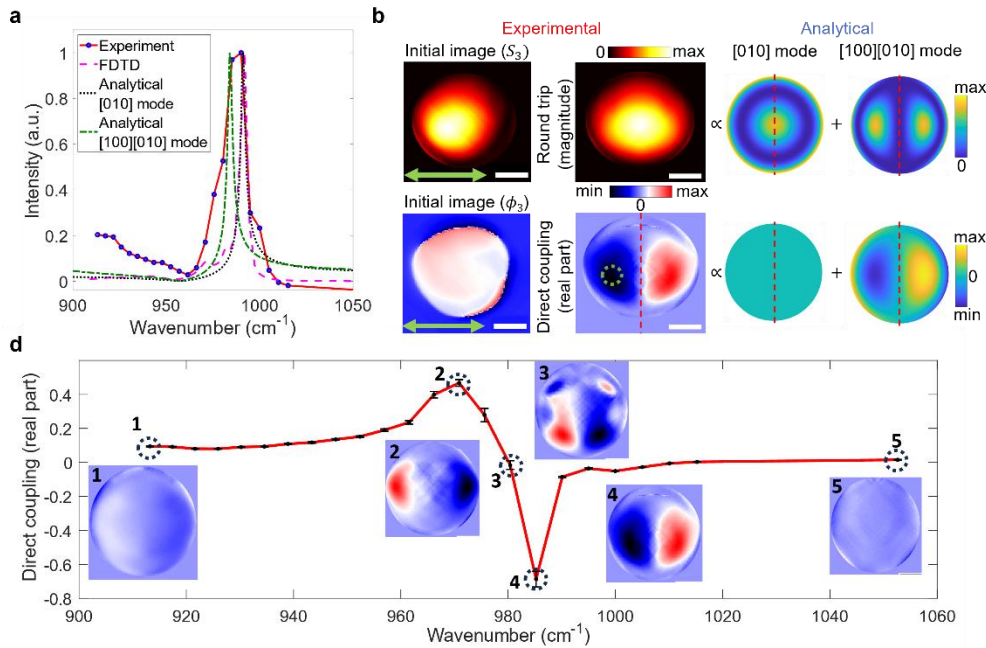 a
1
0.8
0.6
0.4
0.2
0
Intensity (a.u.)
Experiment
FDTD
Analytical
[010] mode
Analytical
[100][010] mode
900
950
1000
1050
Wavenumber (cm-1)
b
Experimental
Analytical
Initial image (S3)
0
max
[010] mode
[100][010] mode
Round trip
(magnitude)
∝
+
max
0
min
max
0
Initial image (ϕ3)
Direct coupling
(real part)
∝
+
max
0
min
d
0.4
0.2
0
-0.2
-0.4
-0.6
-0.8
Direct coupling (real part)
1
2
3
4
5
1
2
3
4
5
900
920
940
960
980
1000
1020
1040
1060
Wavenumber (cm-1)